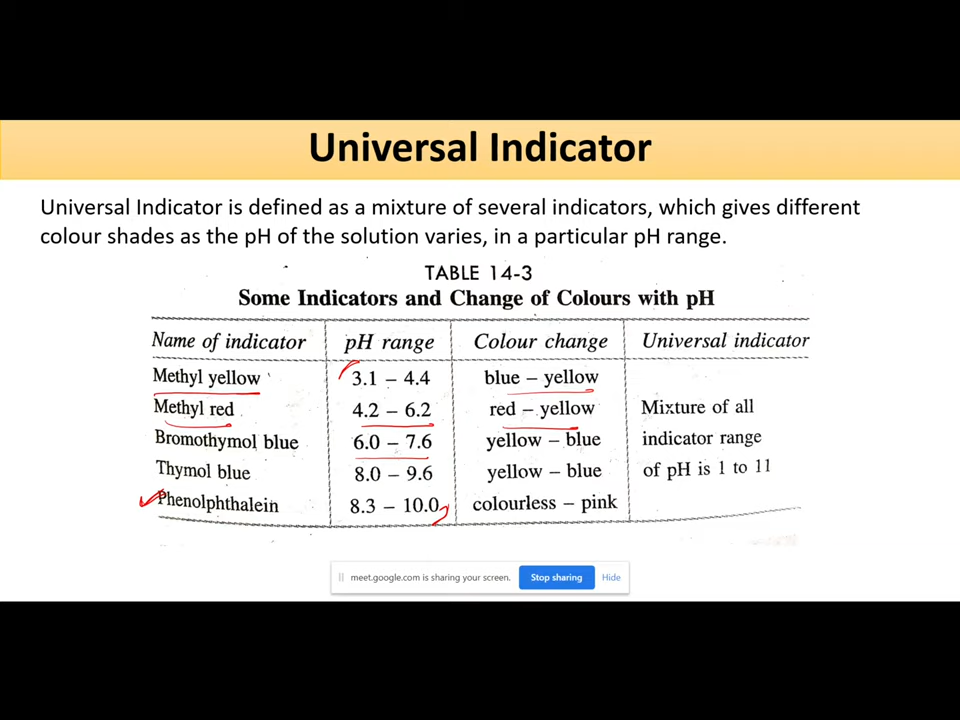 Universal Indicator
Universal Indicator is defined as a mixture of several indicators, which gives different
colour shades as the pH of the solution varies, in a particular pH range.
TABLE 14-3
Some Indicators and Change of Colours with pH
Name of indicator pH range Colour change Universal indicator
Methyl yellow 3.1 – 4.4 blue – yellow
Methyl red 4.2 – 6.2 red – yellow Mixture of all
Bromothymol blue 6.0 – 7.6 yellow – blue indicator range
Thymol blue 8.0 – 9.6 yellow – blue of pH is 1 to 11
Phenolphthalein 8.3 – 10.0 colourless – pink
meet.google.com is sharing your screen. Stop sharing Hide